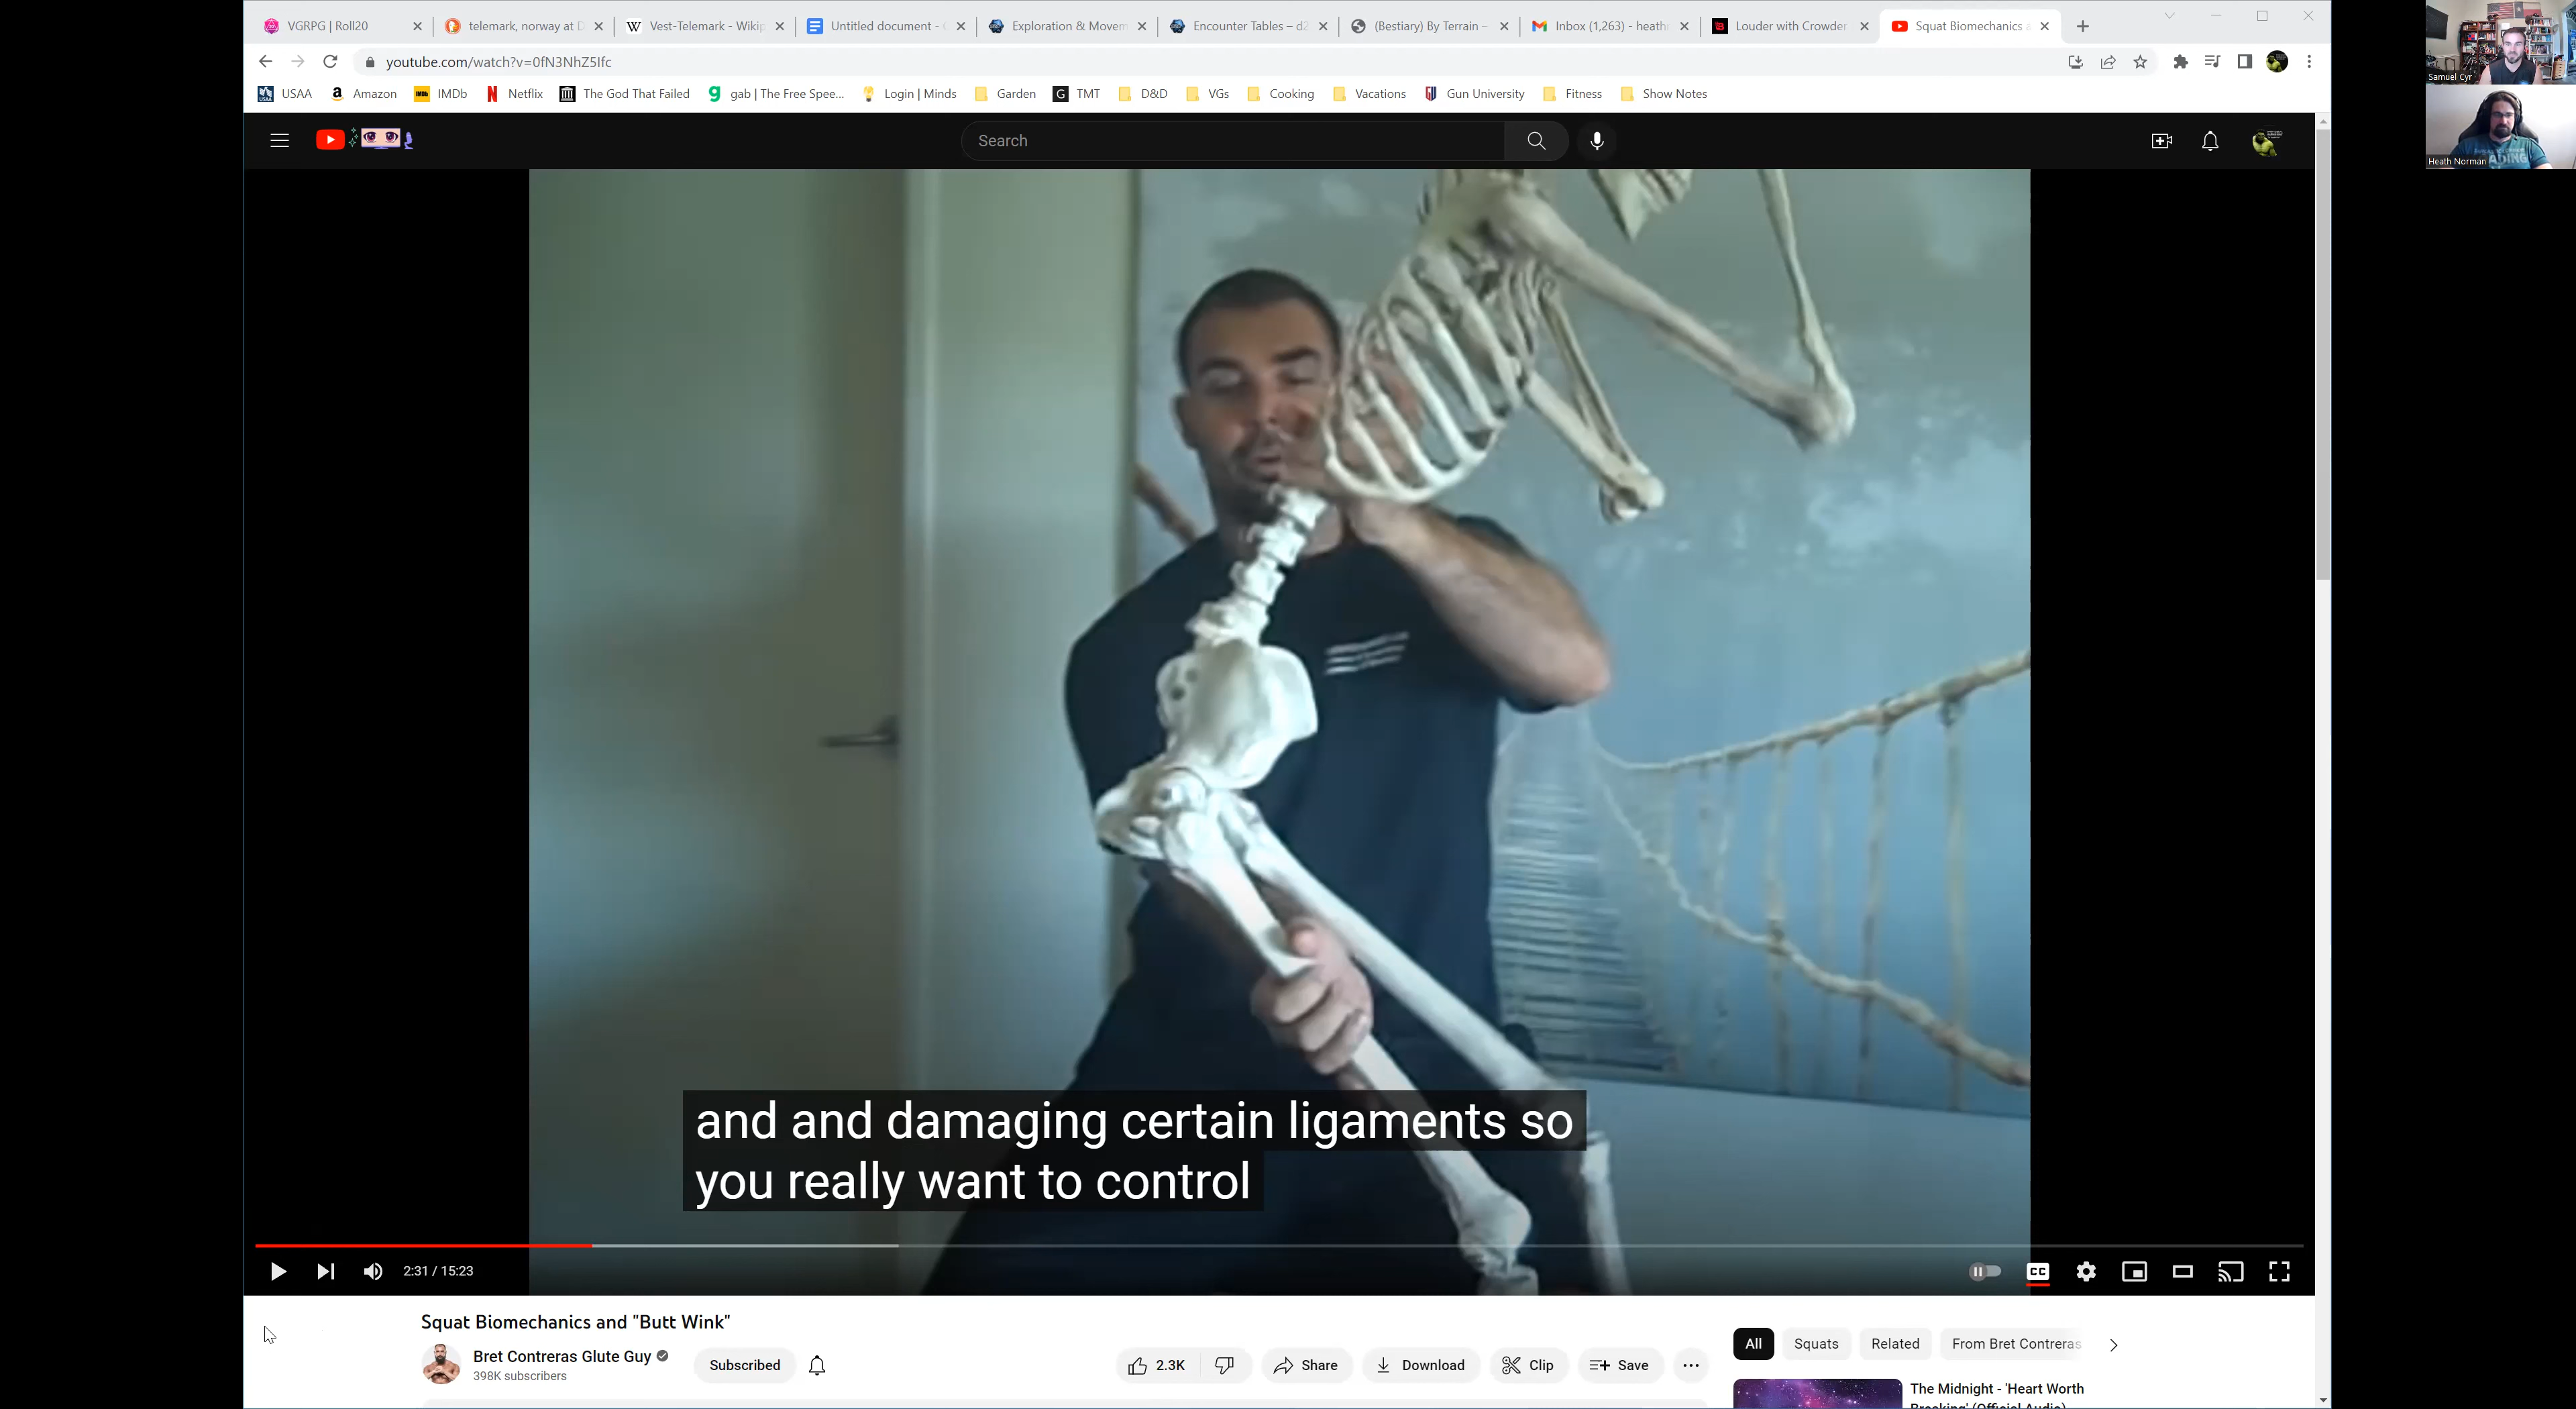 VGRPG | Roll20
telemark, norway at D
Vest-Telemark - Wikip
Untitled document -
Exploration & Movem
Encounter Tables – d2
(Bestiary) By Terrain –
Inbox (1,263) - heath
Louder with Crowder
Squat Biomechanics
youtube.com/watch?v=0fN3NhZ5Ifc
USAA
Amazon
IMDb
Netflix
The God That Failed
gab | The Free Spee...
Login | Minds
Garden
TMT
D&D
VGs
Cooking
Vacations
Gun University
Fitness
Show Notes
Samuel Cyr
Heath Norman
Search
and and damaging certain ligaments so
you really want to control
2:31 / 15:23
CC
Squat Biomechanics and "Butt Wink"
Bret Contreras Glute Guy
398K subscribers
Subscribed
2.3K
Share
Download
Clip
Save
All
Squats
Related
From Bret Contreras
The Midnight - 'Heart Worth
Breaking' (Official Audio)